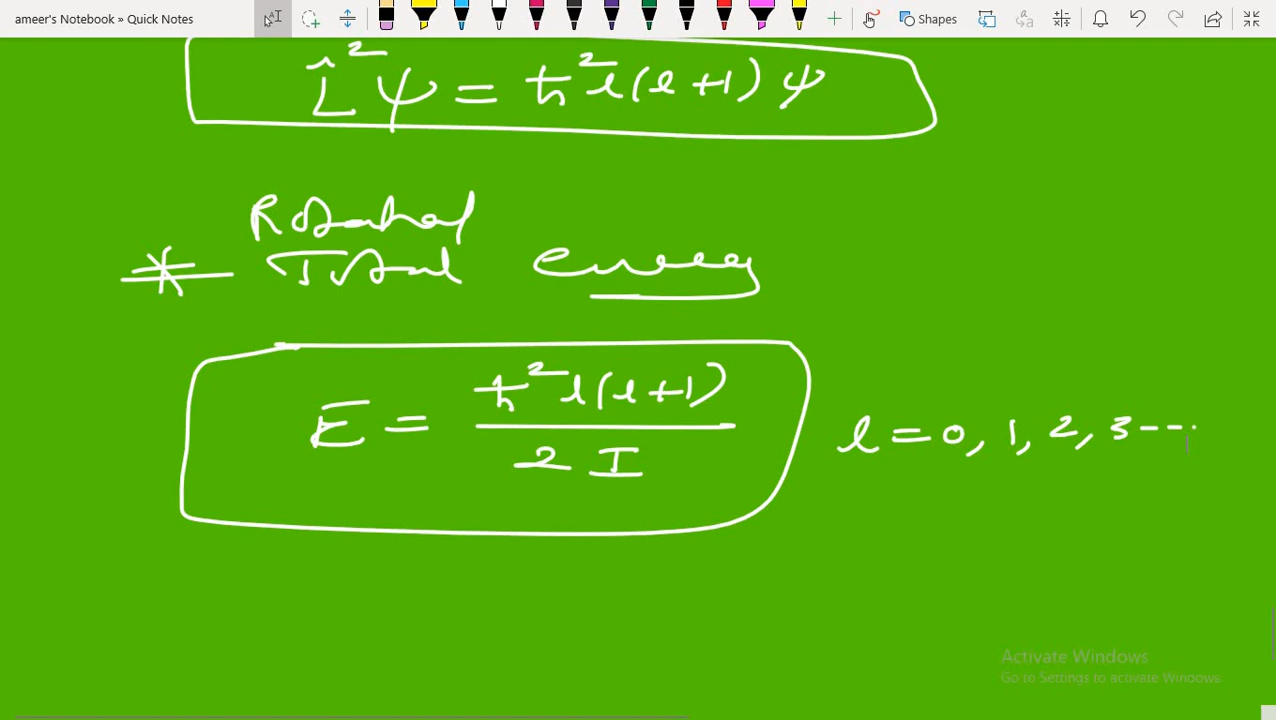 ameer's Notebook » Quick Notes
Shapes
L̂²ψ = ħ²l(l+1)ψ
Rotational
* Total energy
E = ħ²l(l+1) / 2I
l = 0, 1, 2, 3 ---
Activate Windows
Go to Settings to activate Windows.